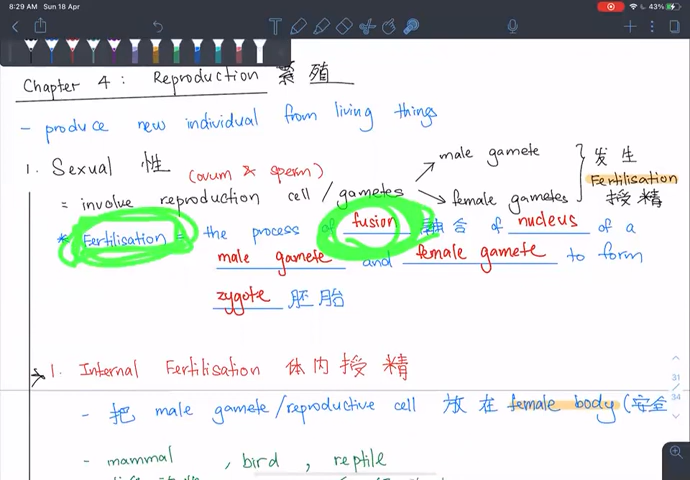 8:29 AM Sun 18 Apr
43%
Chapter 4 : Reproduction 繁殖
- produce new individual from living things
1. Sexual 性
(ovum & sperm)
= involve reproduction cell / gametes
male gamete
female gametes
发生
Fertilisation
授精
* Fertilisation = the process of fusion 融合 of nucleus of a
male gamete and female gamete to form
zygote 胚胎
1. Internal Fertilisation 体内授精
- 把 male gamete/reproductive cell 放在 female body (安全
- mammal , bird , reptile
31
34